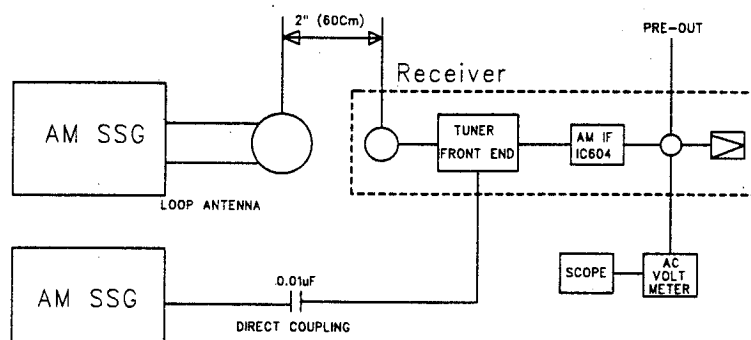 2" (60Cm)
PRE-OUT
Receiver
AM SSG
TUNER
FRONT END
AM IF
IC604
LOOP ANTENNA
AM SSG
0.01uF
DIRECT COUPLING
SCOPE
AC
VOLT
METER